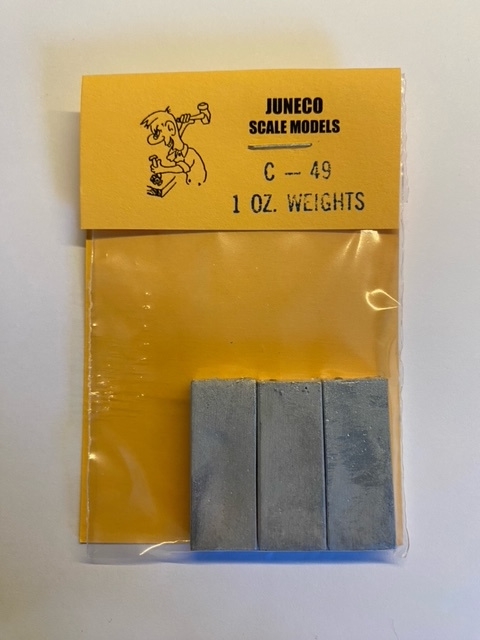 JUNECO
SCALE MODELS
C -- 49
1 OZ. WEIGHTS